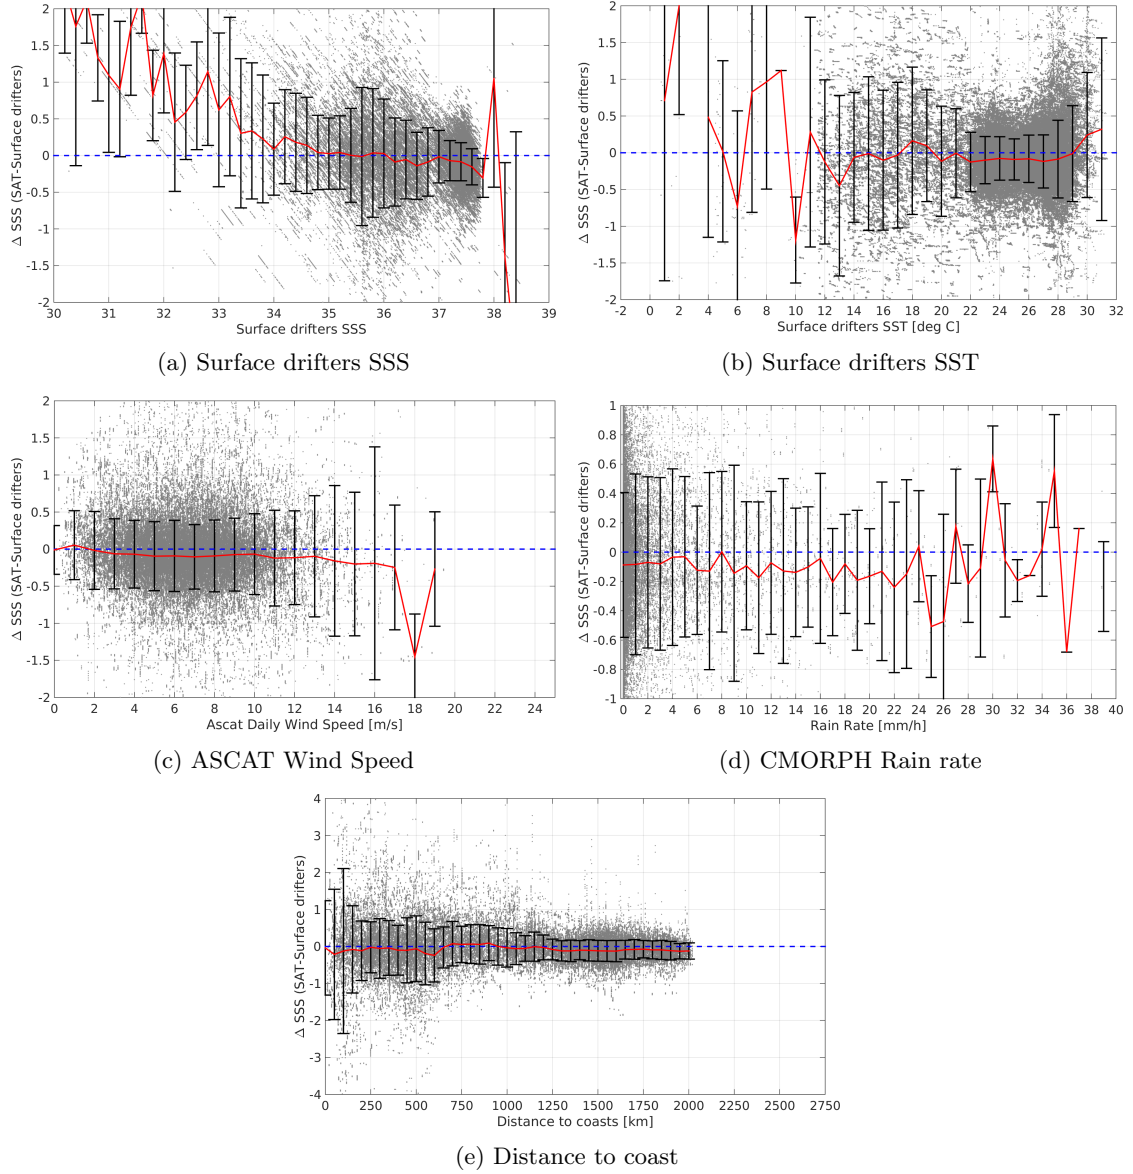 2
1.5
1
0.5
0
-0.5
-1
-1.5
-2
Δ SSS (SAT-Surface drifters)
30 31 32 33 34 35 36 37 38 39
Surface drifters SSS
(a) Surface drifters SSS
2
1.5
1
0.5
0
-0.5
-1
-1.5
-2
Δ SSS (SAT-Surface drifters)
-2 0 2 4 6 8 10 12 14 16 18 20 22 24 26 28 30 32
Surface drifters SST [deg C]
(b) Surface drifters SST
2
1.5
1
0.5
0
-0.5
-1
-1.5
-2
Δ SSS (SAT-Surface drifters)
0 2 4 6 8 10 12 14 16 18 20 22 24
Ascat Daily Wind Speed [m/s]
(c) ASCAT Wind Speed
1
0.8
0.6
0.4
0.2
0
-0.2
-0.4
-0.6
-0.8
-1
Δ SSS (SAT-Surface drifters)
0 2 4 6 8 10 12 14 16 18 20 22 24 26 28 30 32 34 36 38 40
Rain Rate [mm/h]
(d) CMORPH Rain rate
4
3
2
1
0
-1
-2
-3
-4
Δ SSS (SAT-Surface drifters)
0 250 500 750 1000 1250 1500 1750 2000 2250 2500 2750
Distance to coasts [km]
(e) Distance to coast